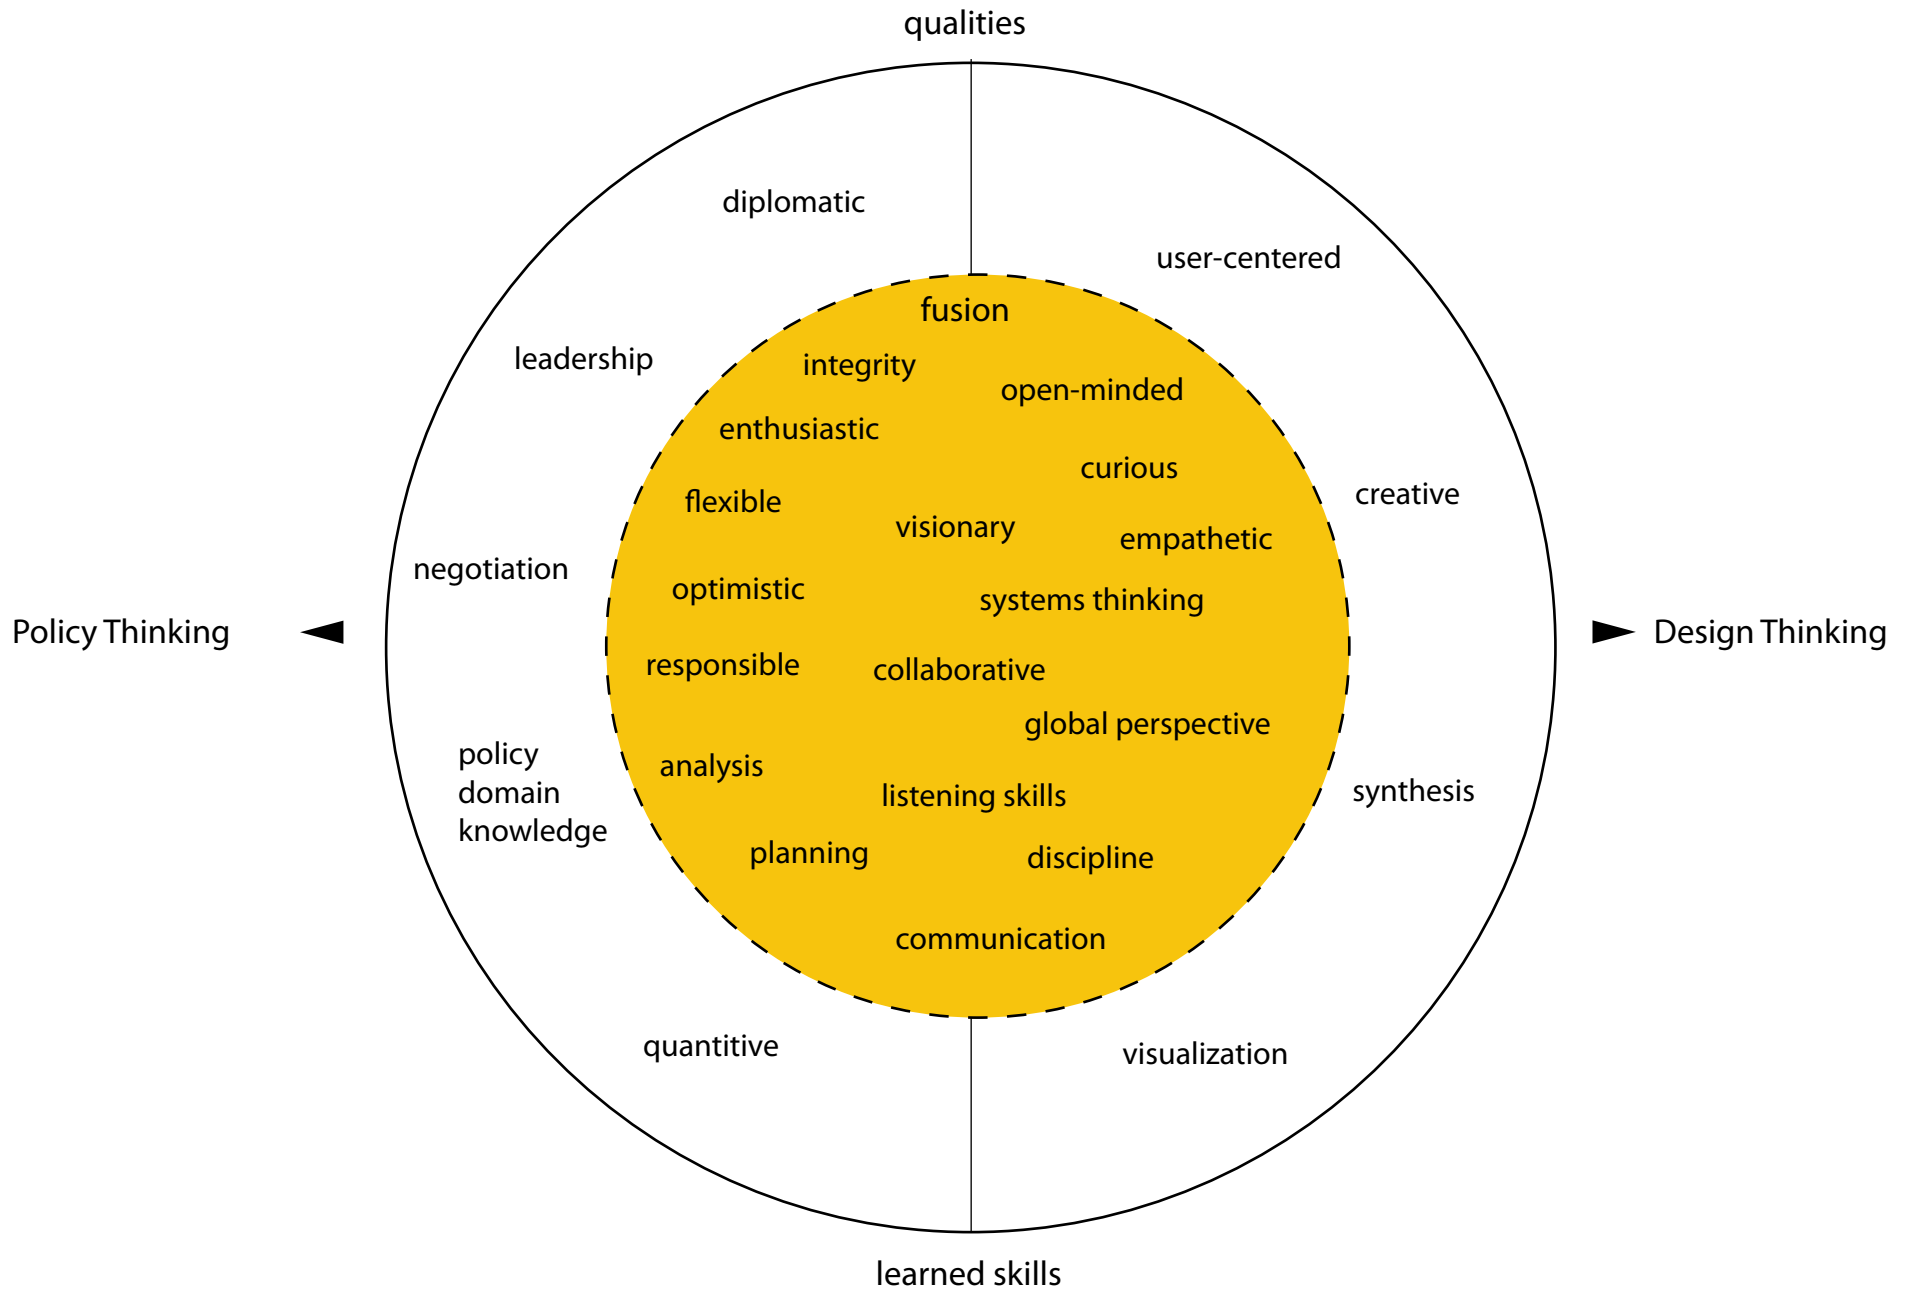 qualities
diplomatic
user-centered
fusion
leadership
integrity
open-minded
enthusiastic
curious
creative
flexible
visionary
empathetic
negotiation
optimistic
systems thinking
Policy Thinking
Design Thinking
responsible
collaborative
global perspective
policy
domain
knowledge
analysis
listening skills
synthesis
planning
discipline
communication
quantitive
visualization
learned skills